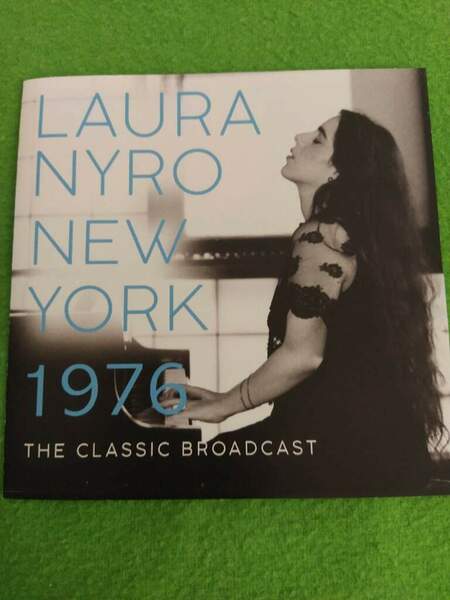 LAURA
NYRO
NEW
YORK
1976
THE CLASSIC BROADCAST